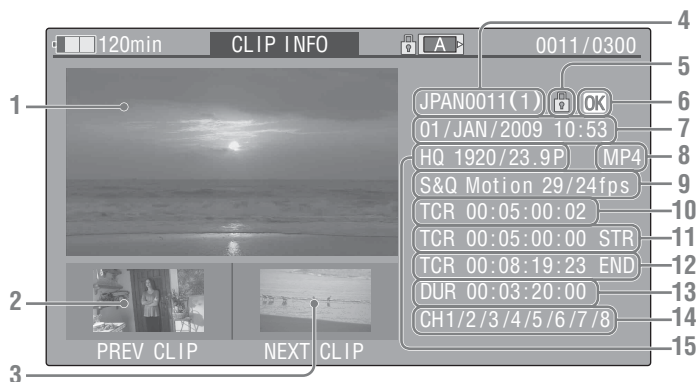 4
120min CLIP INFO A 0011/0300
5
1 JPAN0011(1) OK 6
01/JAN/2009 10:53 7
HQ 1920/23.9P MP4 8
S&Q Motion 29/24fps 9
TCR 00:05:00:02 10
TCR 00:05:00:00 STR 11
TCR 00:08:19:23 END 12
2 DUR 00:03:20:00 13
CH1/2/3/4/5/6/7/8 14
PREV CLIP NEXT CLIP 15
3